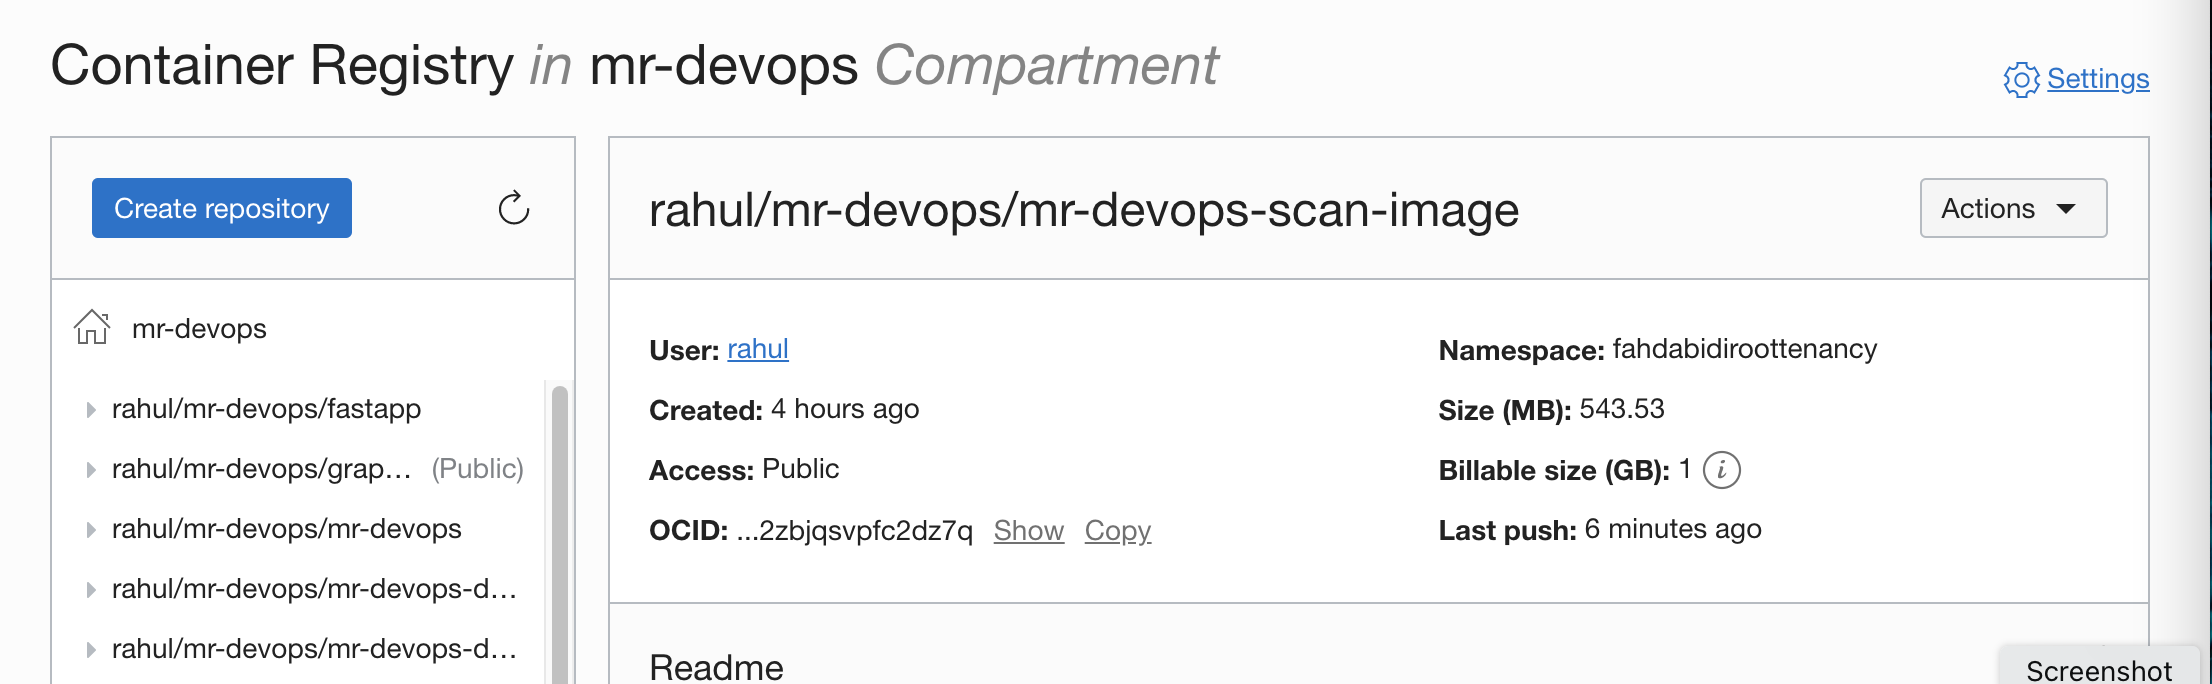 Container Registry in mr-devops Compartment
Settings
Create repository
mr-devops
rahul/mr-devops/fastapp
rahul/mr-devops/grap... (Public)
rahul/mr-devops/mr-devops
rahul/mr-devops/mr-devops-d...
rahul/mr-devops/mr-devops-d...
rahul/mr-devops/mr-devops-scan-image
Actions
User: rahul
Created: 4 hours ago
Access: Public
OCID: ...2zbjqsvpfc2dz7q Show Copy
Namespace: fahdabidiroottenancy
Size (MB): 543.53
Billable size (GB): 1 i
Last push: 6 minutes ago
Readme
Screenshot